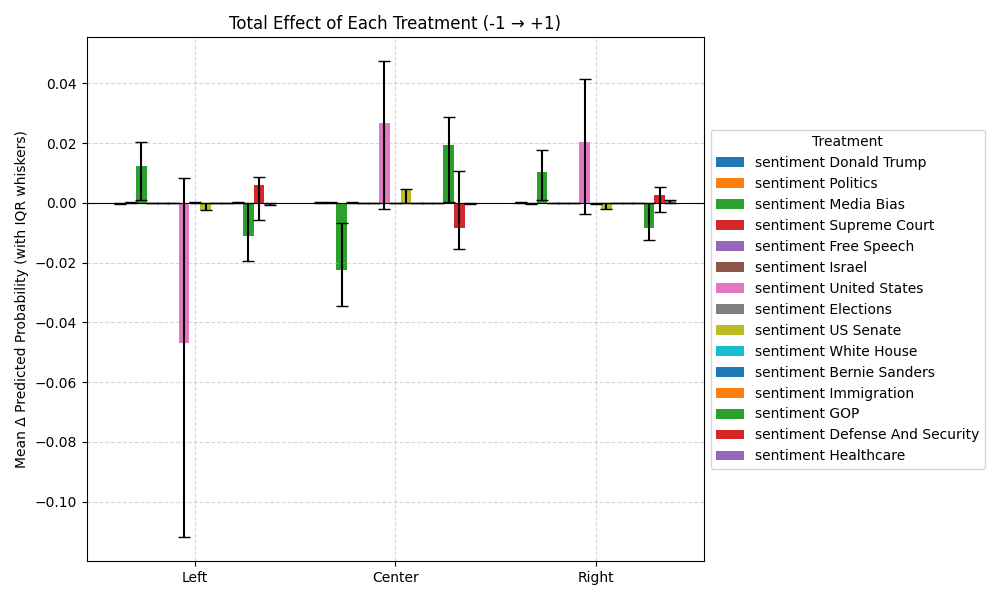 Total Effect of Each Treatment (-1 → +1)
Mean Δ Predicted Probability (with IQR whiskers)
0.04
0.02
0.00
−0.02
−0.04
−0.06
−0.08
−0.10
Left
Center
Right
Treatment
sentiment Donald Trump
sentiment Politics
sentiment Media Bias
sentiment Supreme Court
sentiment Free Speech
sentiment Israel
sentiment United States
sentiment Elections
sentiment US Senate
sentiment White House
sentiment Bernie Sanders
sentiment Immigration
sentiment GOP
sentiment Defense And Security
sentiment Healthcare